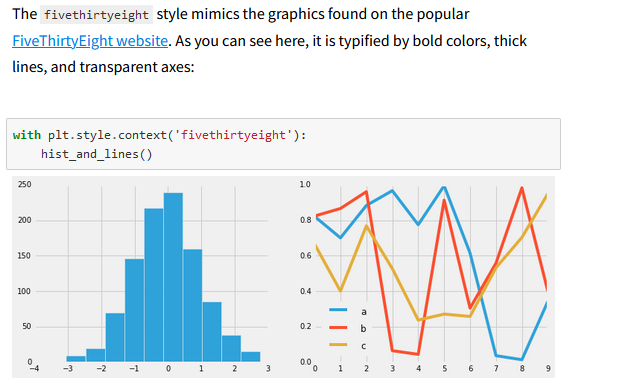 The fivethirtyeight style mimics the graphics found on the popular
FiveThirtyEight website. As you can see here, it is typified by bold colors, thick
lines, and transparent axes:
with plt.style.context('fivethirtyeight'):
    hist_and_lines()
250
200
150
100
50
0
−4 −3 −2 −1 0 1 2 3
1.0
0.8
0.6
0.4
0.2
0.0
a
b
c
0 1 2 3 4 5 6 7 8 9